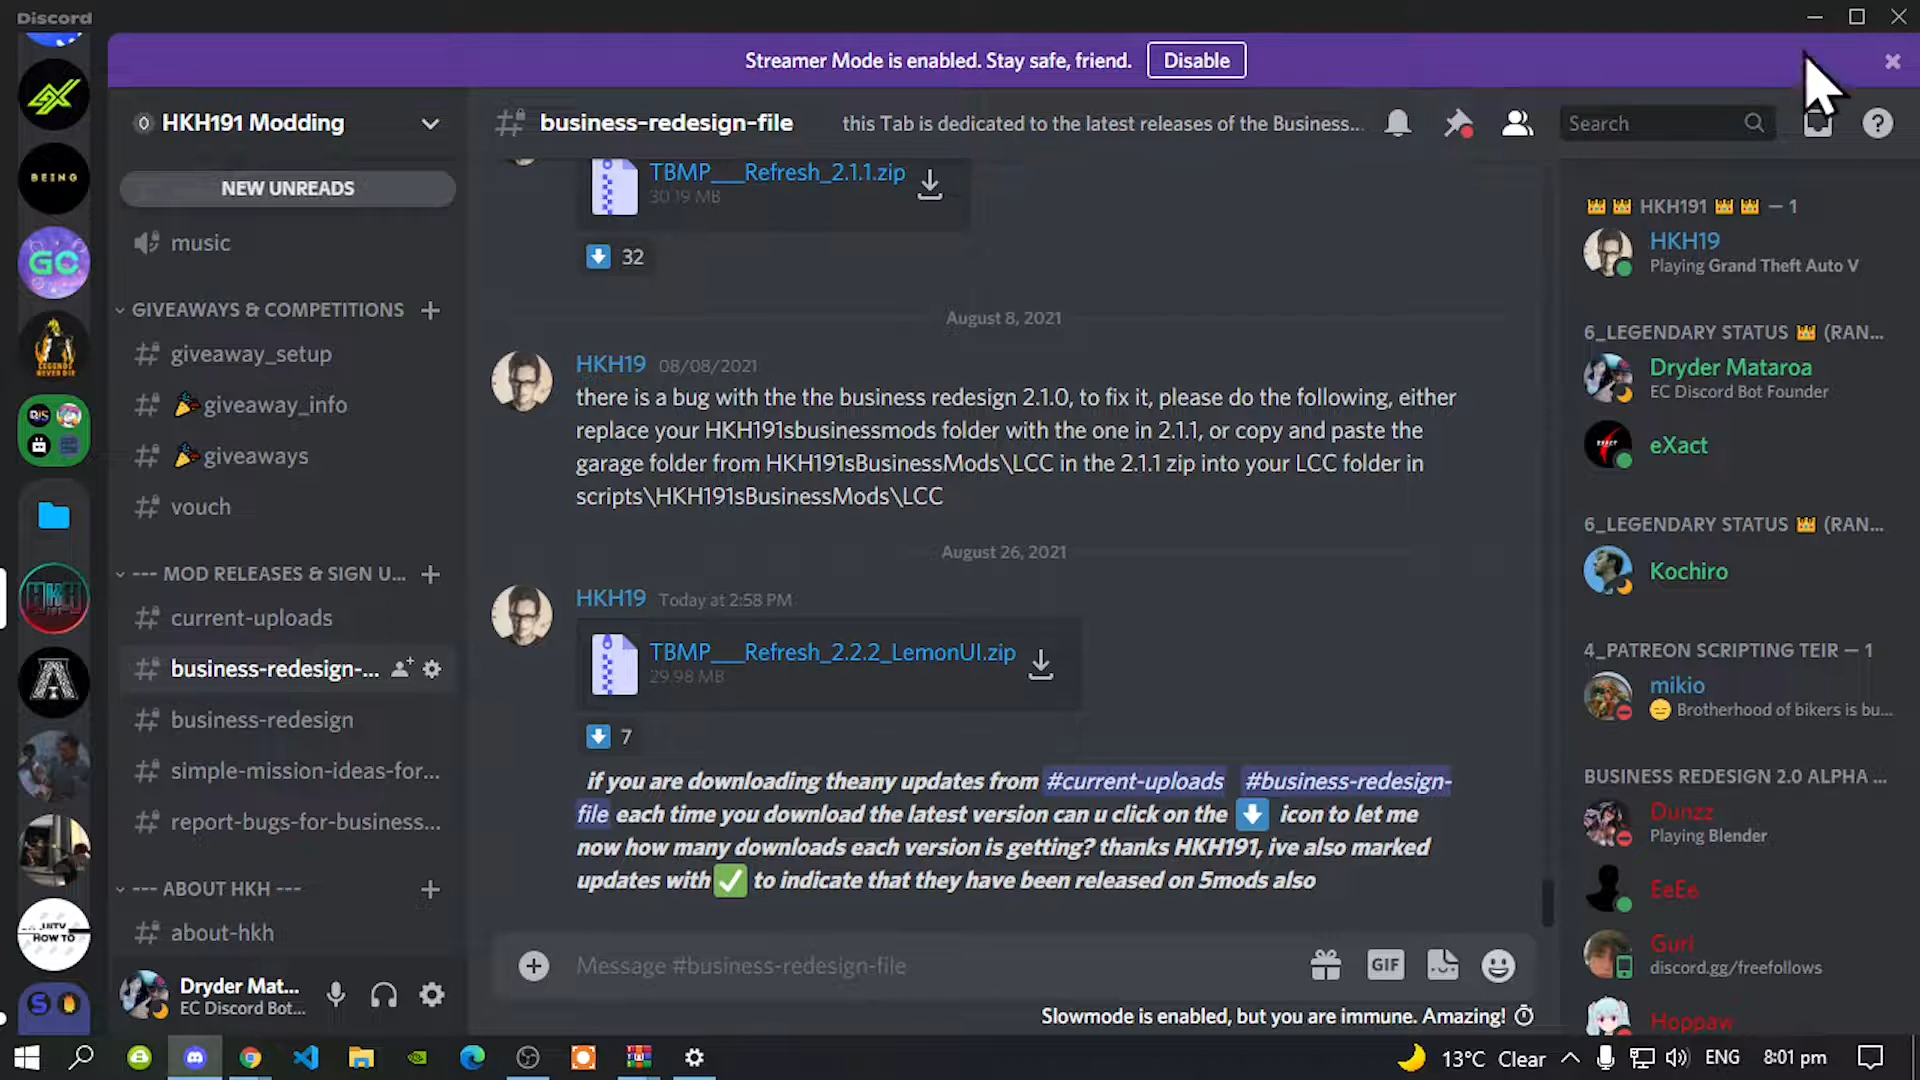 Discord
Streamer Mode is enabled. Stay safe, friend.
Disable
BEING
GC
LEGENDS
NEVER DIE
HKH
HOW TO
HKH191 Modding
NEW UNREADS
music
GIVEAWAYS & COMPETITIONS
giveaway_setup
giveaway_info
giveaways
vouch
--- MOD RELEASES & SIGN U...
current-uploads
business-redesign-...
business-redesign
simple-mission-ideas-for...
report-bugs-for-business...
--- ABOUT HKH ---
about-hkh
Dryder Mat...
EC Discord Bot...
business-redesign-file
this Tab is dedicated to the latest releases of the Business...
Search
TBMP___Refresh_2.1.1.zip
30.19 MB
32
August 8, 2021
HKH19 08/08/2021
there is a bug with the the business redesign 2.1.0, to fix it, please do the following, either
replace your HKH191sbusinessmods folder with the one in 2.1.1, or copy and paste the
garage folder from HKH191sBusinessMods\LCC in the 2.1.1 zip into your LCC folder in
scripts\HKH191sBusinessMods\LCC
August 26, 2021
HKH19 Today at 2:58 PM
TBMP___Refresh_2.2.2_LemonUI.zip
29.98 MB
7
if you are downloading theany updates from #current-uploads #business-redesign-
file each time you download the latest version can u click on the icon to let me
now how many downloads each version is getting? thanks HKH191, ive also marked
updates with to indicate that they have been released on 5mods also
Message #business-redesign-file
GIF
Slowmode is enabled, but you are immune. Amazing!
HKH191 — 1
HKH19
Playing Grand Theft Auto V
6_LEGENDARY STATUS (RAN...
Dryder Mataroa
EC Discord Bot Founder
eXact
6_LEGENDARY STATUS (RAN...
Kochiro
4_PATREON SCRIPTING TEIR — 1
mikio
Brotherhood of bikers is bu...
BUSINESS REDESIGN 2.0 ALPHA ...
Dunzz
Playing Blender
EeEe
Gurl
discord.gg/freefollows
Hoppaw
13°C Clear
ENG
8:01 pm